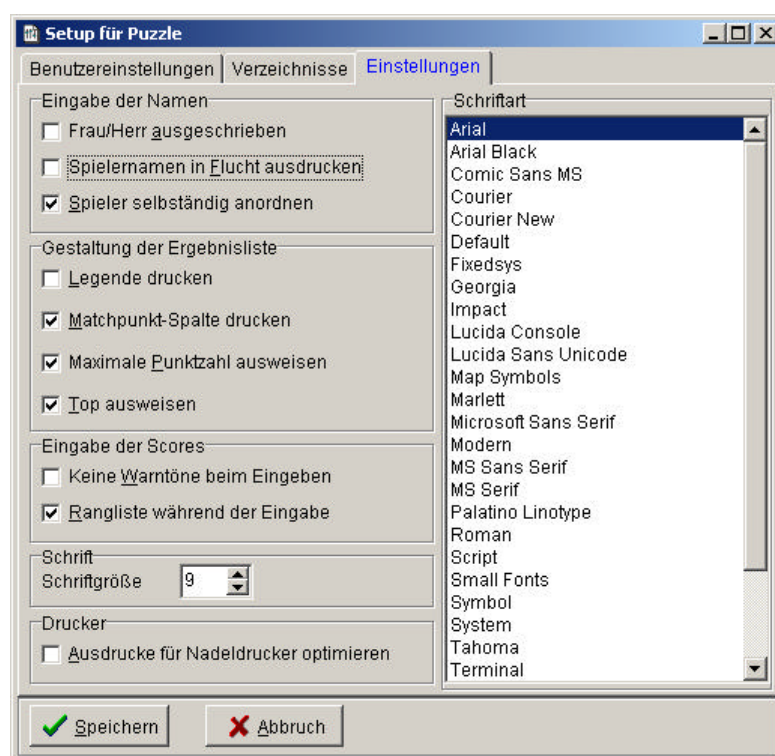 Setup für Puzzle
Benutzereinstellungen
Verzeichnisse
Einstellungen
Eingabe der Namen
Frau/Herr ausgeschrieben
Spielernamen in Flucht ausdrucken
Spieler selbständig anordnen
Gestaltung der Ergebnisliste
Legende drucken
Matchpunkt-Spalte drucken
Maximale Punktzahl ausweisen
Top ausweisen
Eingabe der Scores
Keine Warntöne beim Eingeben
Rangliste während der Eingabe
Schrift
Schriftgröße 9
Drucker
Ausdrucke für Nadeldrucker optimieren
Schriftart
Arial
Arial Black
Comic Sans MS
Courier
Courier New
Default
Fixedsys
Georgia
Impact
Lucida Console
Lucida Sans Unicode
Map Symbols
Marlett
Microsoft Sans Serif
Modern
MS Sans Serif
MS Serif
Palatino Linotype
Roman
Script
Small Fonts
Symbol
System
Tahoma
Terminal
Speichern
Abbruch